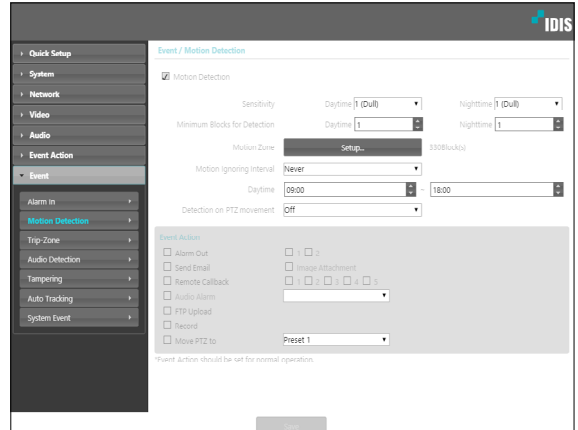 IDIS
Quick Setup
System
Network
Video
Audio
Event Action
Event
Alarm In
Motion Detection
Trip-Zone
Audio Detection
Tampering
Auto Tracking
System Event
Event / Motion Detection
Motion Detection
Sensitivity Daytime 1 (Dull) Nighttime 1 (Dull)
Minimum Blocks for Detection Daytime 1 Nighttime 1
Motion Zone Setup... 330Block(s)
Motion Ignoring Interval Never
Daytime 09:00 ~ 18:00
Detection on PTZ movement Off
Event Action
Alarm Out 1 2
Send Email Image Attachment
Remote Callback 1 2 3 4 5
Audio Alarm
FTP Upload
Record
Move PTZ to Preset 1
*Event Action should be set for normal operation.
Save